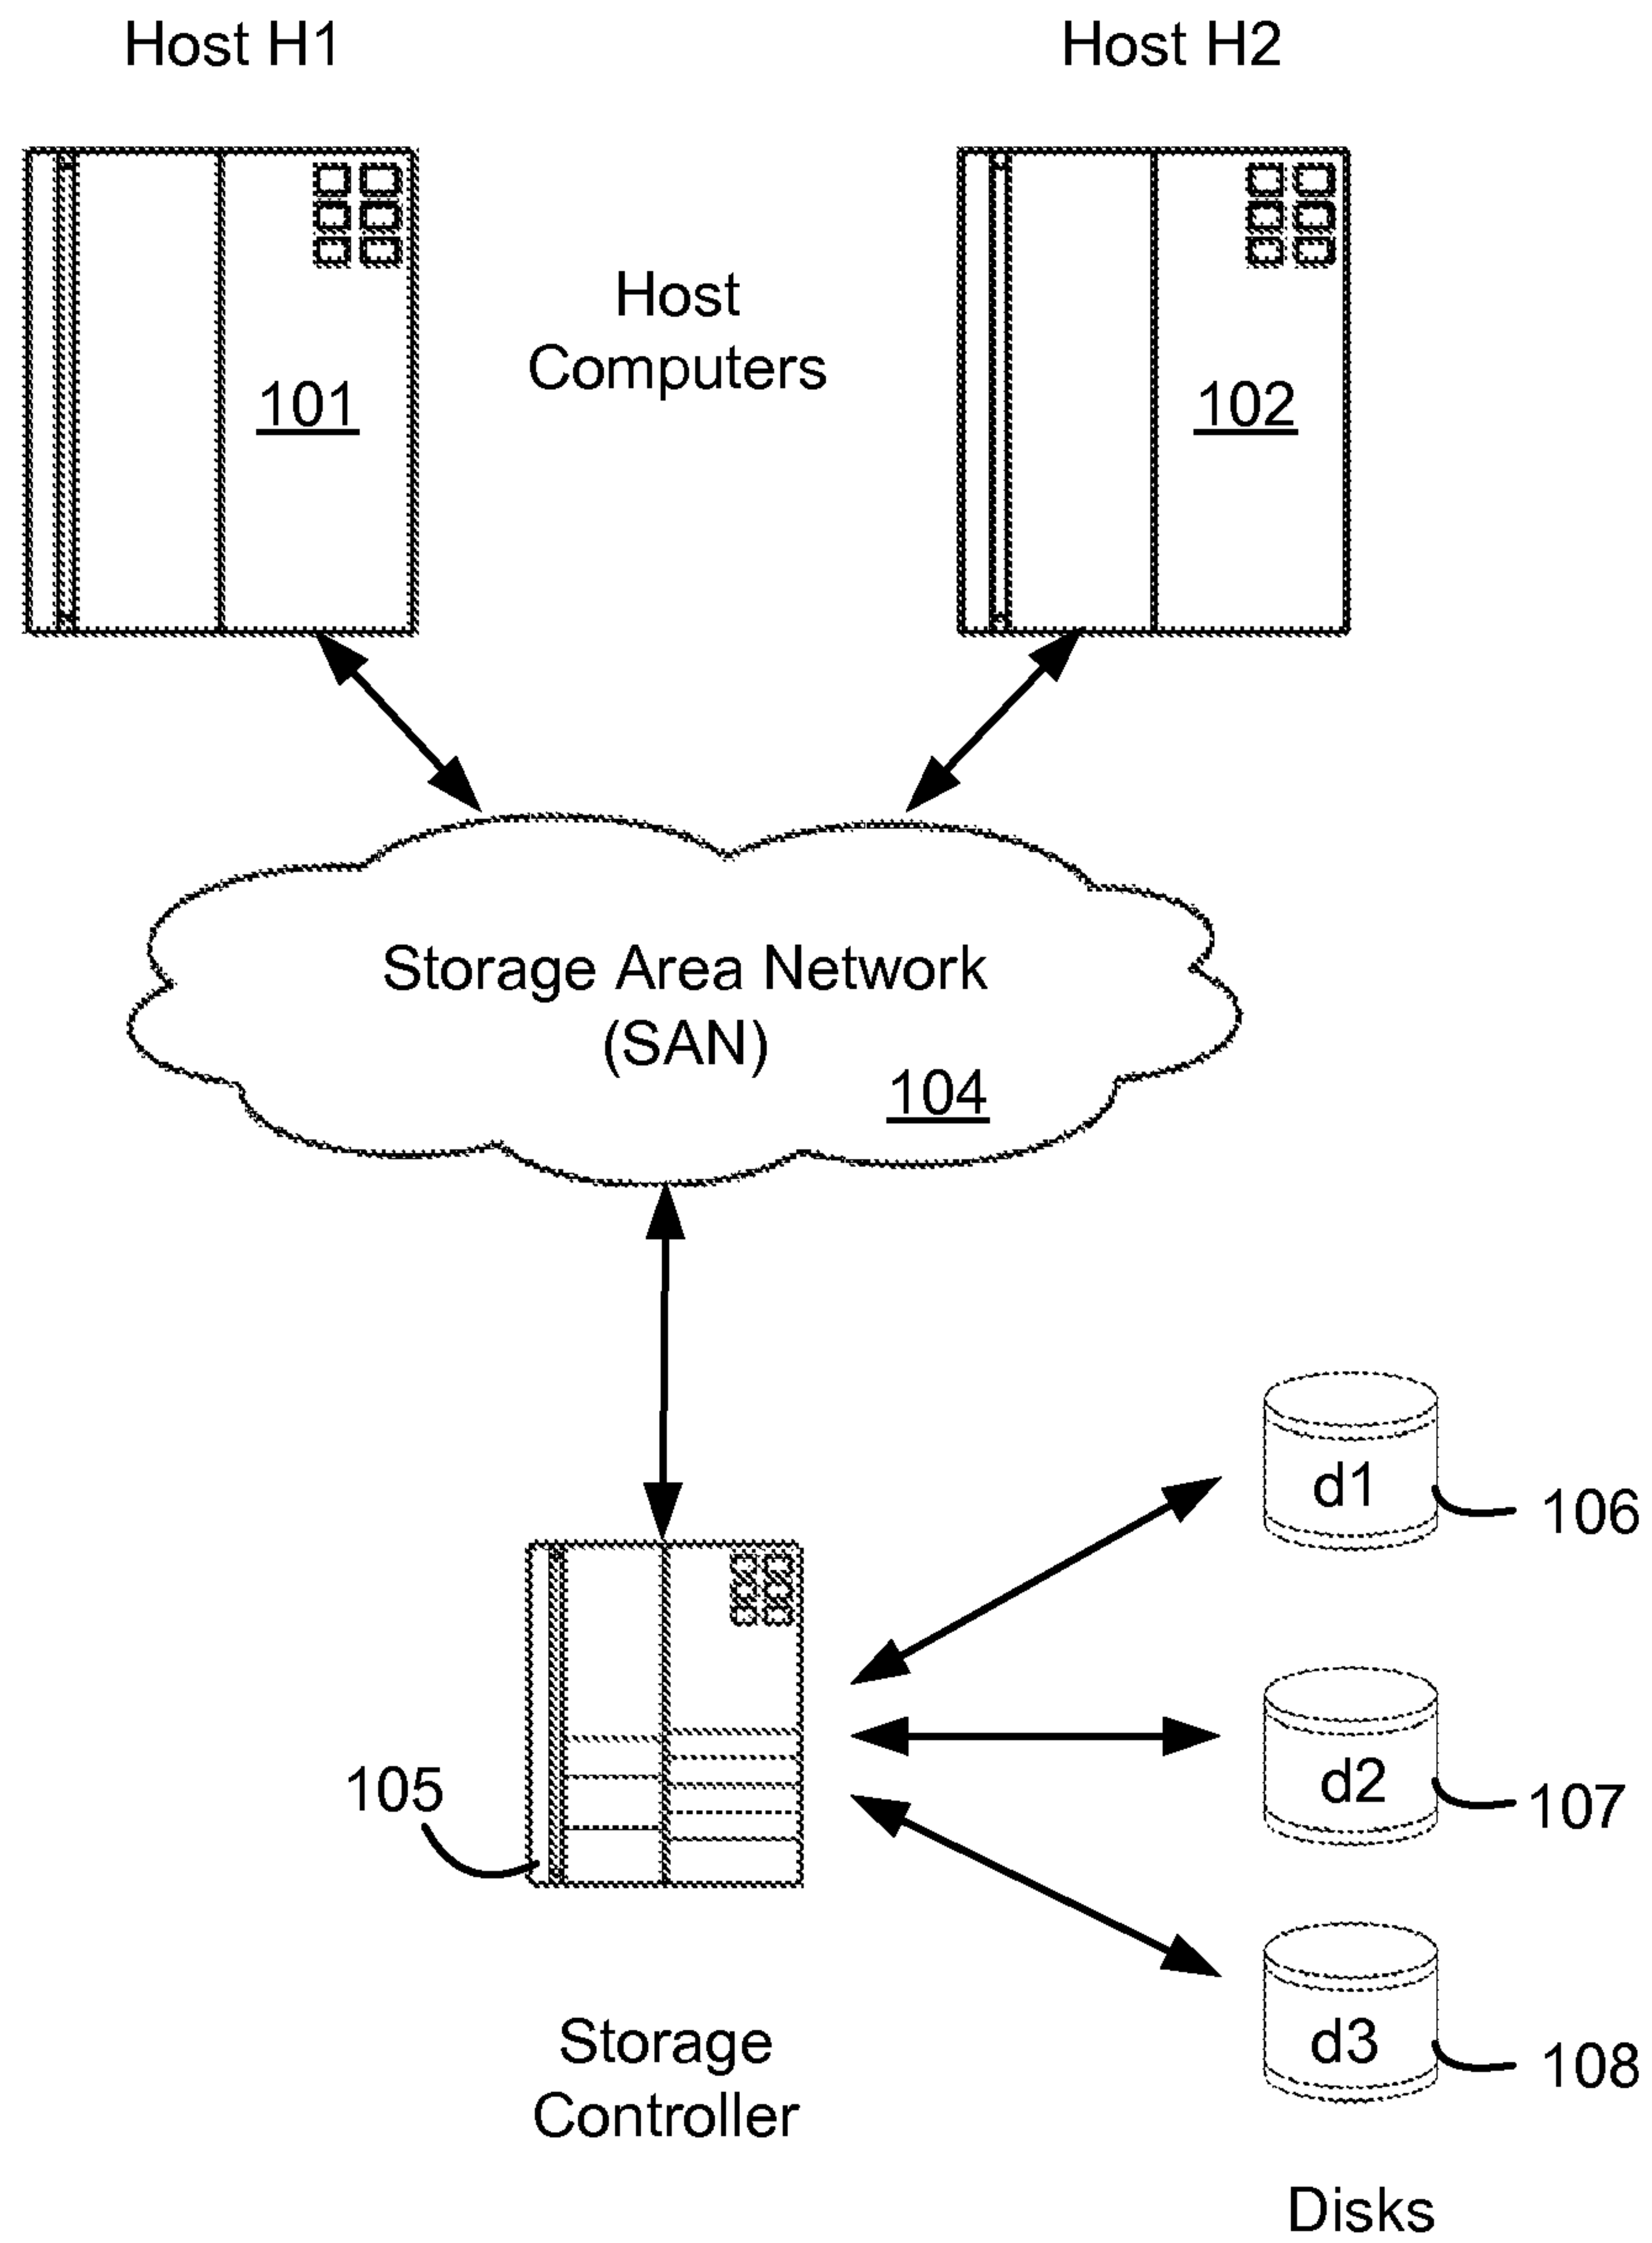 Host H1
Host H2
Host
Computers
101
102
Storage Area Network
(SAN)
104
d1
106
d2
107
105
d3
108
Storage
Controller
Disks